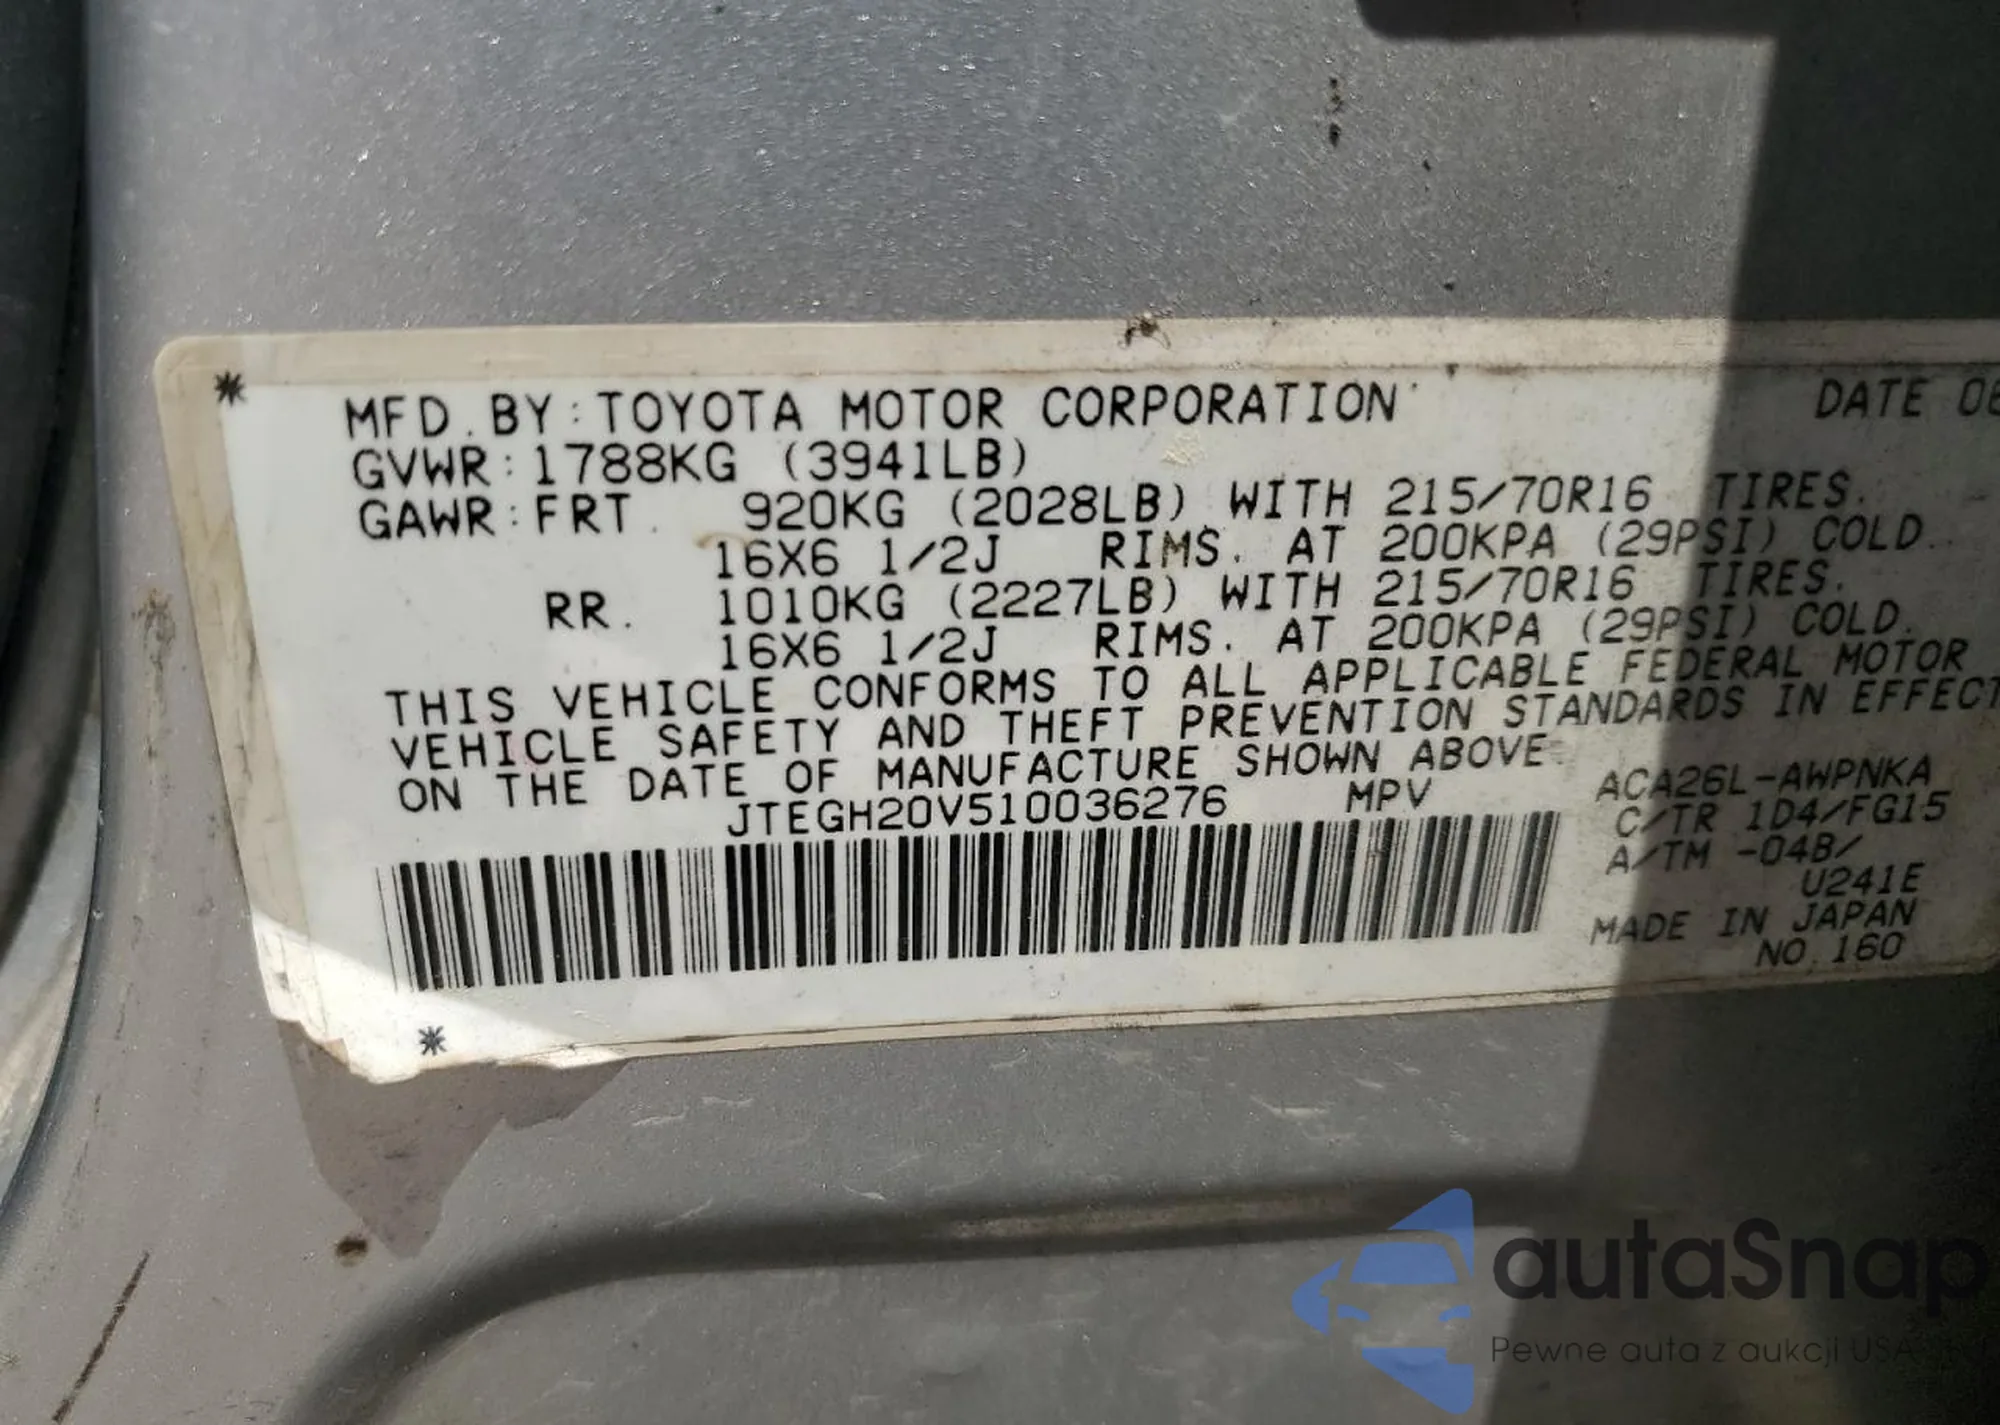 *
MFD.BY:TOYOTA MOTOR CORPORATION DATE
GVWR:1788KG (3941LB)
GAWR:FRT. 920KG (2028LB) WITH 215/70R16 TIRES.
16X6 1/2J RIMS. AT 200KPA (29PSI) COLD.
RR. 1010KG (2227LB) WITH 215/70R16 TIRES.
16X6 1/2J RIMS. AT 200KPA (29PSI) COLD.
THIS VEHICLE CONFORMS TO ALL APPLICABLE FEDERAL MOTOR
VEHICLE SAFETY AND THEFT PREVENTION STANDARDS IN EFFECT
ON THE DATE OF MANUFACTURE SHOWN ABOVE.
JTEGH20V510036276 MPV
ACA26L-AWPNKA
C/TR 1D4/FG15
A/TM -04B/
U241E
MADE IN JAPAN
NO.160
*
autaSnap
Pewne auta z aukcji USA